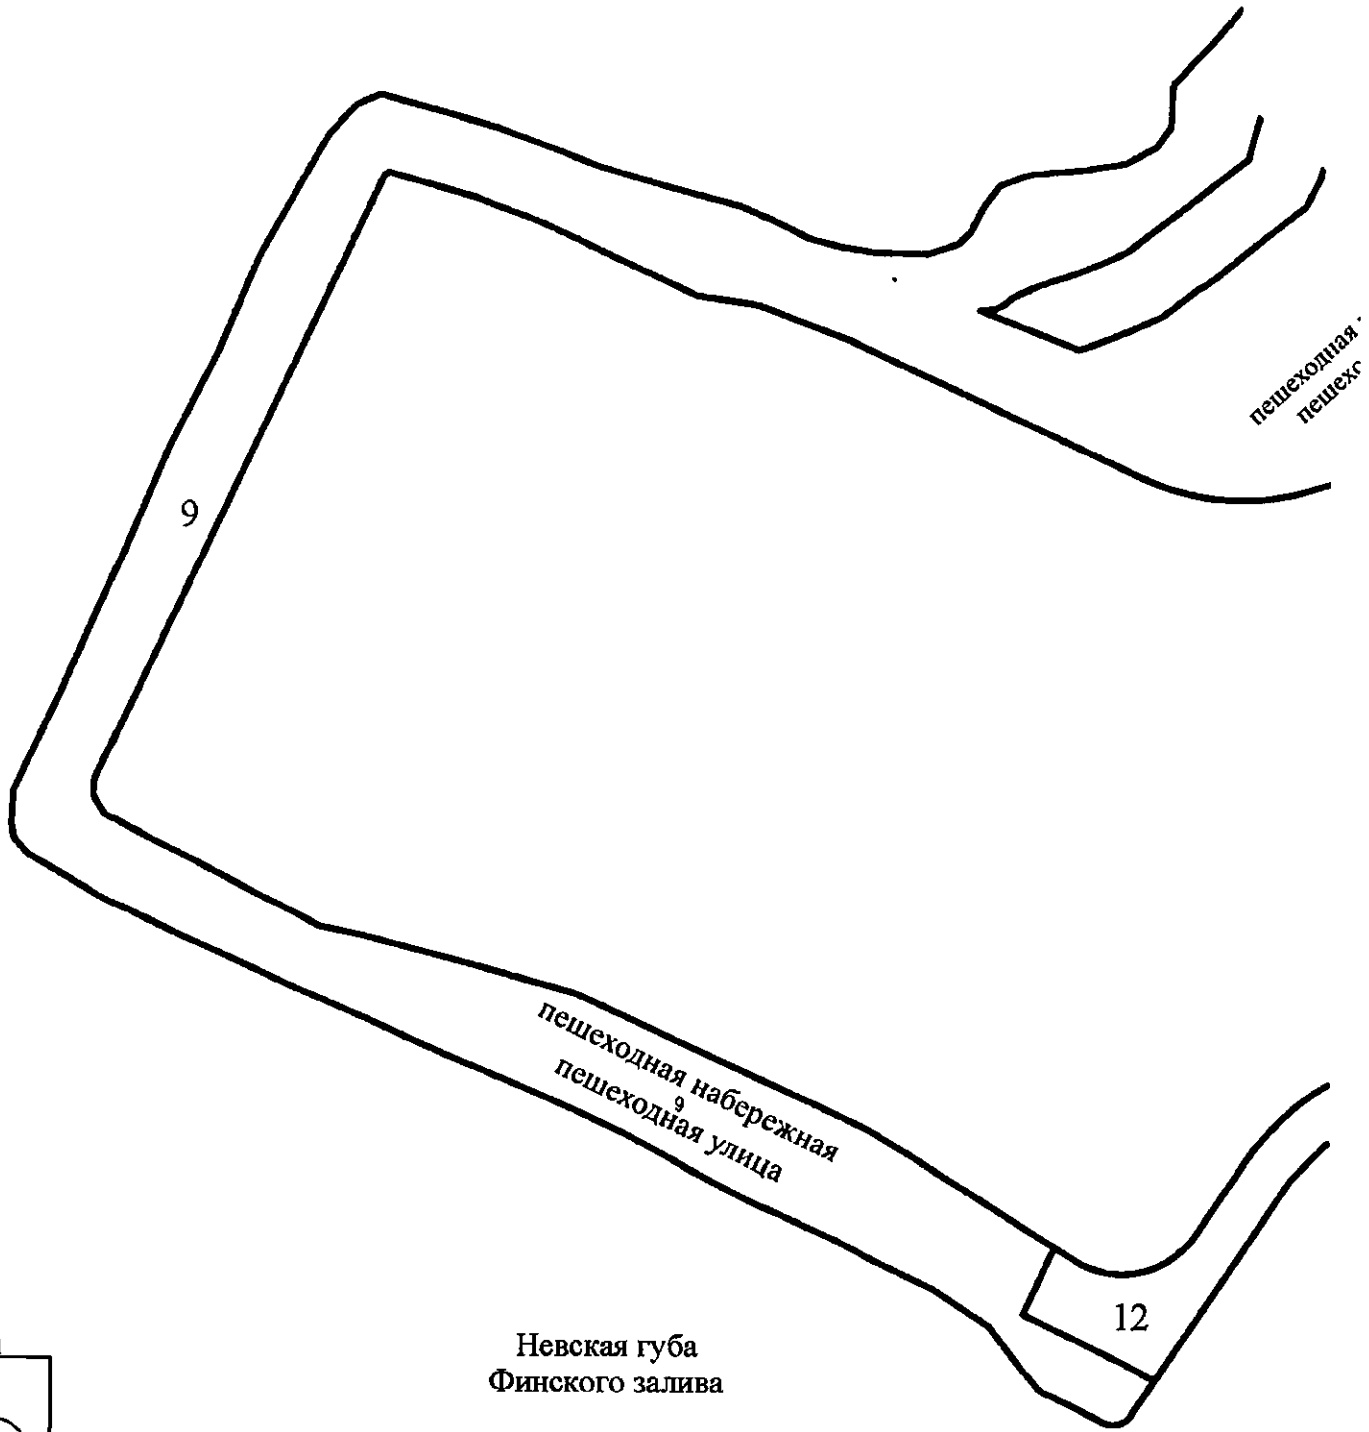 пешеходная
9
пешеходная набережная
9
пешеходная улица
12
Невская губа
Финского залива